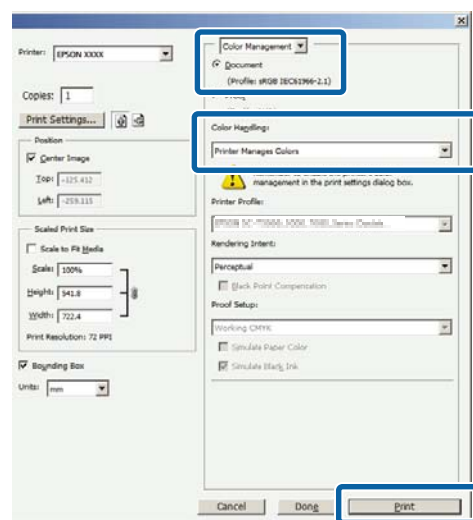 Printer: EPSON XXXX
Copies: 1
Print Settings...
Position
Center Image
Top: -125.412
Left: -259.115
Scaled Print Size
Scale to Fit Media
Scale: 100%
Height: 541.8
Width: 722.4
Print Resolution: 72 PPI
Bounding Box
Units: mm
Color Management
Document
(Profile: sRGB IEC61966-2.1)
Color Handling:
Printer Manages Colors
management in the print settings dialog box.
Printer Profile:
Rendering Intent:
Perceptual
Black Point Compensation
Proof Setup:
Working CMYK
Simulate Paper Color
Simulate Black Ink
Cancel
Done
Print